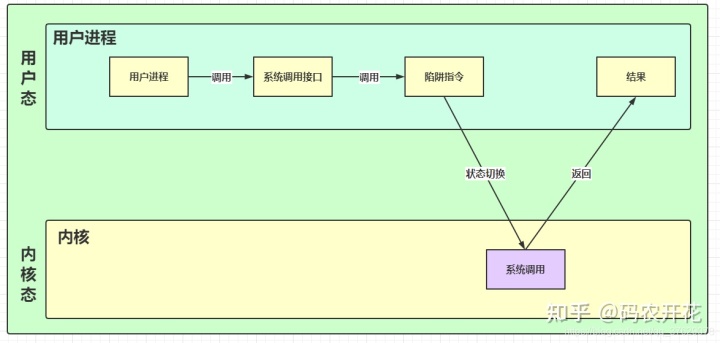 用户态
用户进程
用户进程
调用
系统调用接口
调用
陷阱指令
结果
状态切换
返回
内核态
内核
系统调用
知乎 @码农开花